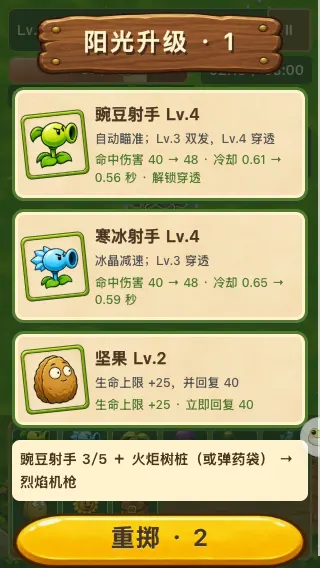 Lv.
II
阳光升级 · 1
豌豆射手 Lv.4
自动瞄准；Lv.3 双发，Lv.4 穿透
命中伤害 40 → 48 · 冷却 0.61 →
0.56 秒 · 解锁穿透
寒冰射手 Lv.4
冰晶减速；Lv.3 穿透
命中伤害 40 → 48 · 冷却 0.65 →
0.59 秒
坚果 Lv.2
生命上限 +25，并回复 40
生命上限 +25 · 立即回复 40
豌豆射手 3/5 + 火炬树桩（或弹药袋） →
烈焰机枪
重掷 · 2